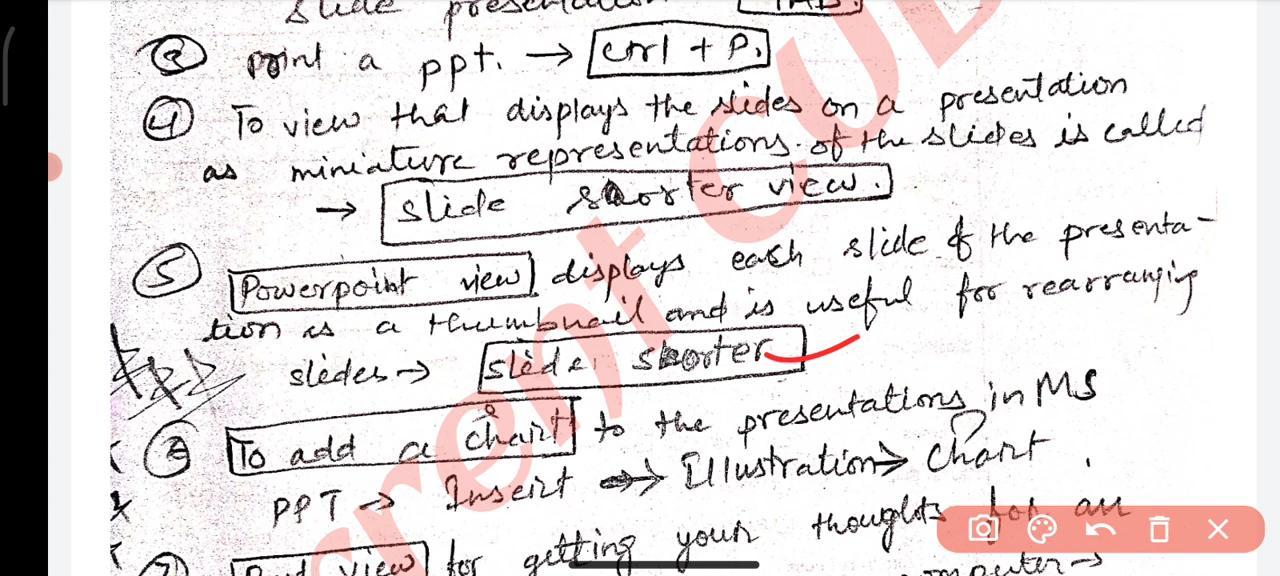 slide presentation TAB.
③ print a ppt. → Ctrl + P.
④ To view that displays the slides on a presentation
as miniature representations of the slides is called
→ slide shorter view.
⑤ Powerpoint view displays each slide of the presenta-
tion is a thumbnail and is useful for rearranging
slides → slide shorter
To add a chart to the presentations in MS
PPT → Insert → Illustration → Chart.
⑦ view for getting your thoughts for an
computer →